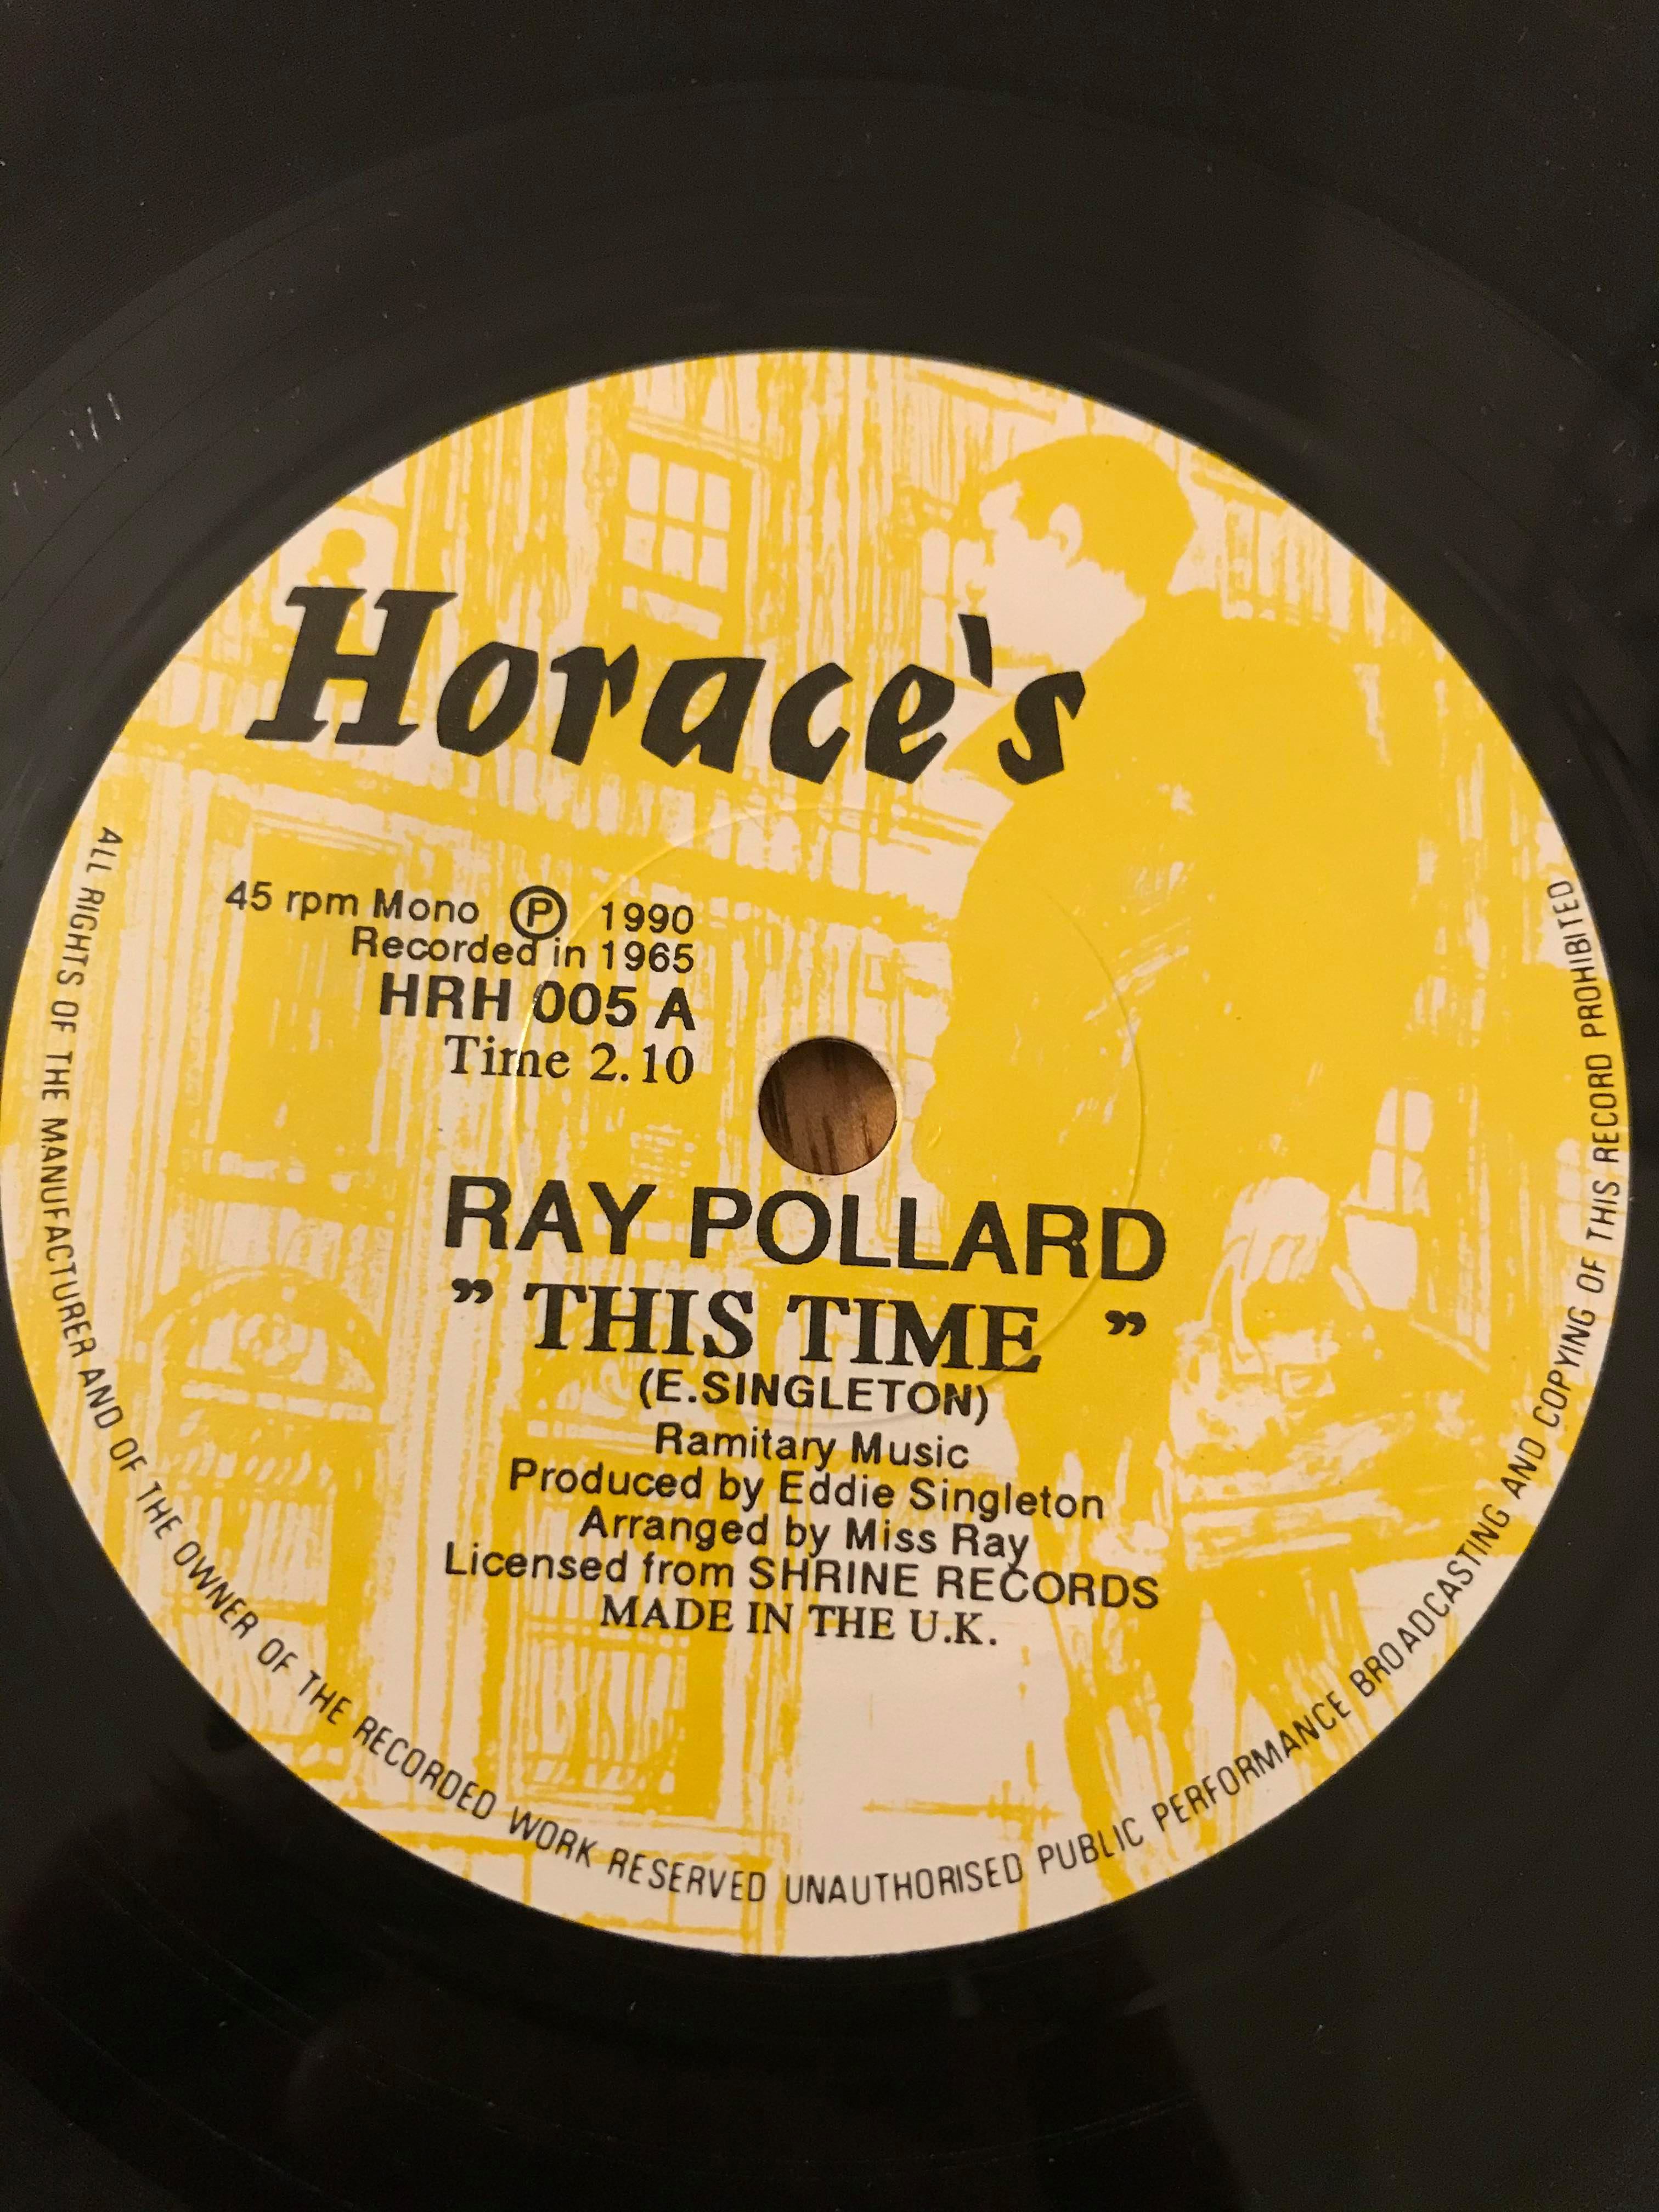 Horace's
45 rpm Mono Ⓟ 1990
Recorded in 1965
HRH 005 A
Time 2.10
RAY POLLARD
" THIS TIME "
(E.SINGLETON)
Ramitary Music
Produced by Eddie Singleton
Arranged by Miss Ray
Licensed from SHRINE RECORDS
MADE IN THE U.K.
ALL RIGHTS OF THE MANUFACTURER AND OF THE OWNER OF THE RECORDED WORK RESERVED UNAUTHORISED PUBLIC PERFORMANCE BROADCASTING AND COPYING OF THIS RECORD PROHIBITED